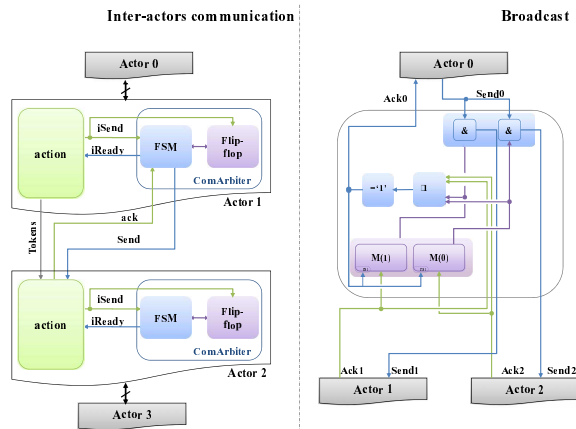 Inter-actors communication
Actor 0
iSend
action
FSM
Flip-
flop
iReady
ComArbiter
Actor 1
Tokens
ack
Send
iSend
action
FSM
Flip-
flop
iReady
ComArbiter
Actor 2
Actor 3
Broadcast
Actor 0
Ack0
Send0
&
&
='1'
M(1)
M(0)
Ack1
Send1
Ack2
Send2
Actor 1
Actor 2